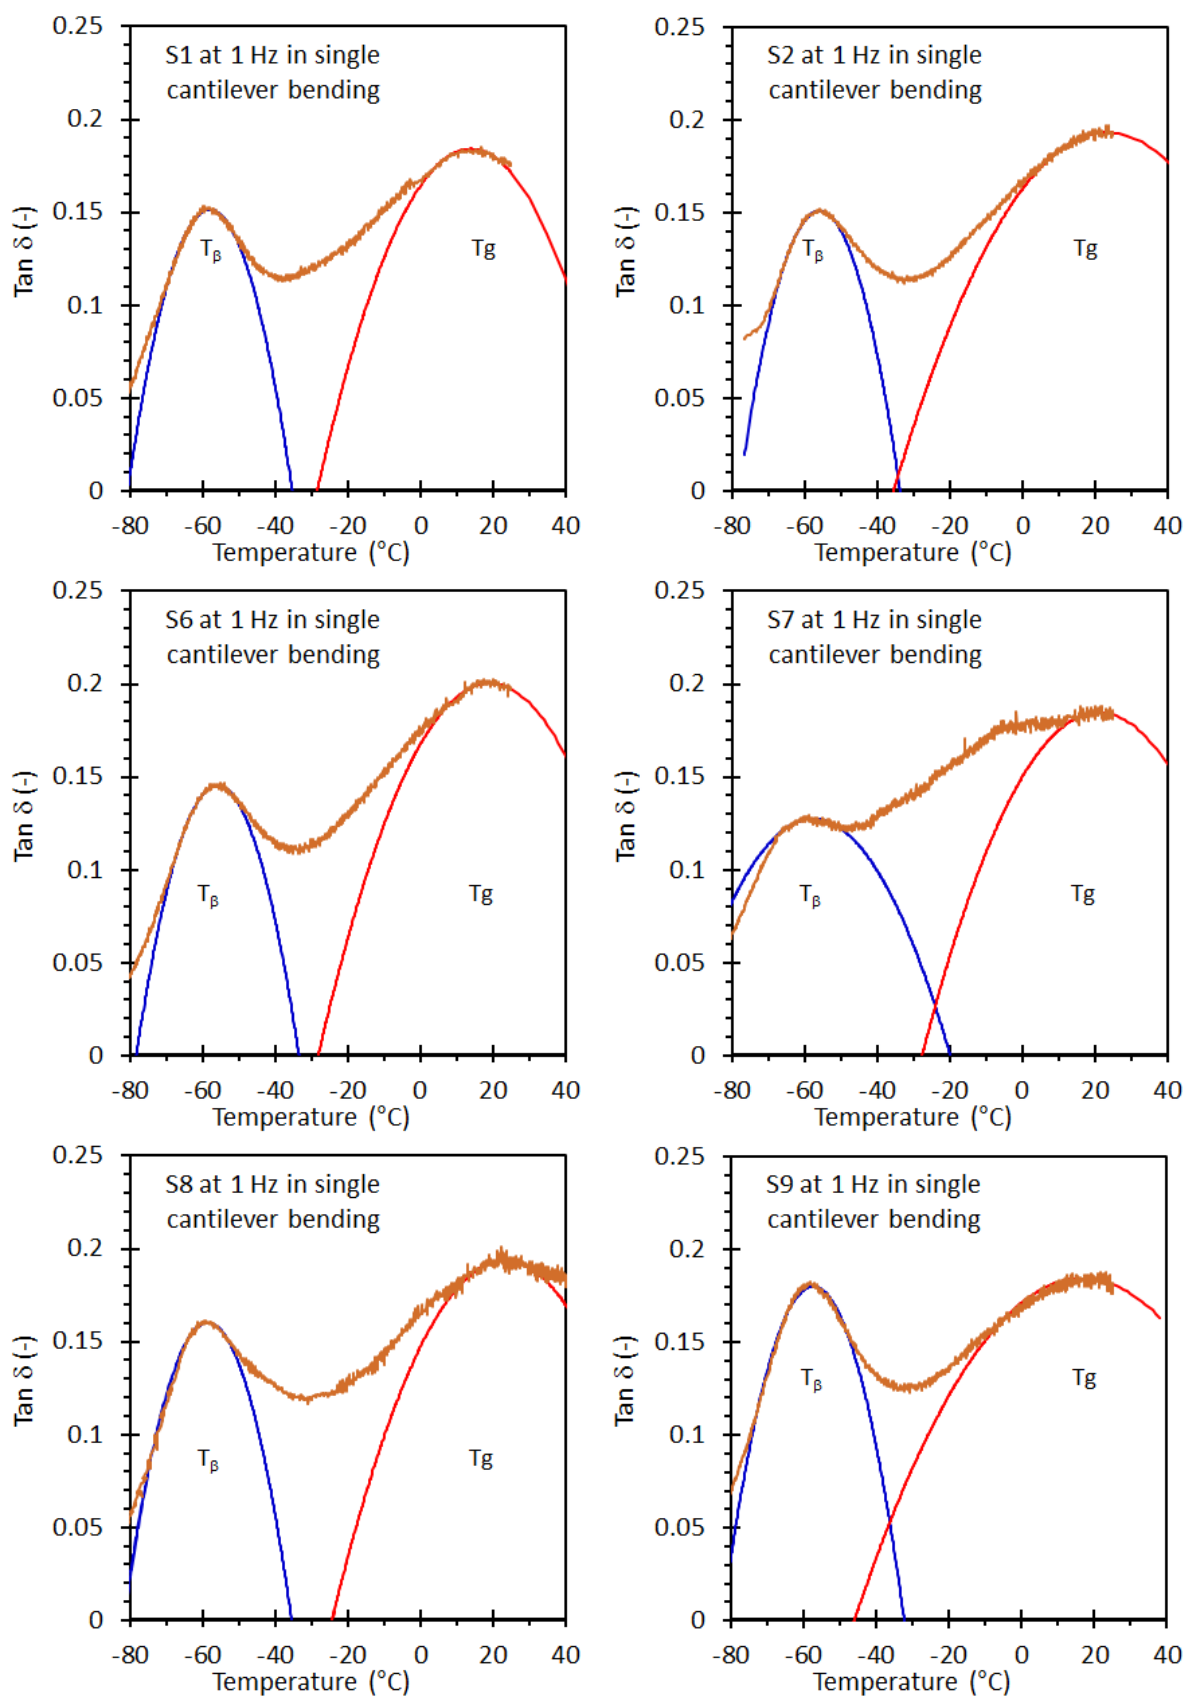 0.25
S1 at 1 Hz in single
cantilever bending
0.2
0.15
0.1
0.05
0
Tan δ (-)
Tβ
Tg
-80 -60 -40 -20 0 20 40
Temperature (°C)
0.25
S2 at 1 Hz in single
cantilever bending
0.2
0.15
0.1
0.05
0
Tan δ (-)
Tβ
Tg
-80 -60 -40 -20 0 20 40
Temperature (°C)
0.25
S6 at 1 Hz in single
cantilever bending
0.2
0.15
0.1
0.05
0
Tan δ (-)
Tβ
Tg
-80 -60 -40 -20 0 20 40
Temperature (°C)
0.25
S7 at 1 Hz in single
cantilever bending
0.2
0.15
0.1
0.05
0
Tan δ (-)
Tβ
Tg
-80 -60 -40 -20 0 20 40
Temperature (°C)
0.25
S8 at 1 Hz in single
cantilever bending
0.2
0.15
0.1
0.05
0
Tan δ (-)
Tβ
Tg
-80 -60 -40 -20 0 20 40
Temperature (°C)
0.25
S9 at 1 Hz in single
cantilever bending
0.2
0.15
0.1
0.05
0
Tan δ (-)
Tβ
Tg
-80 -60 -40 -20 0 20 40
Temperature (°C)